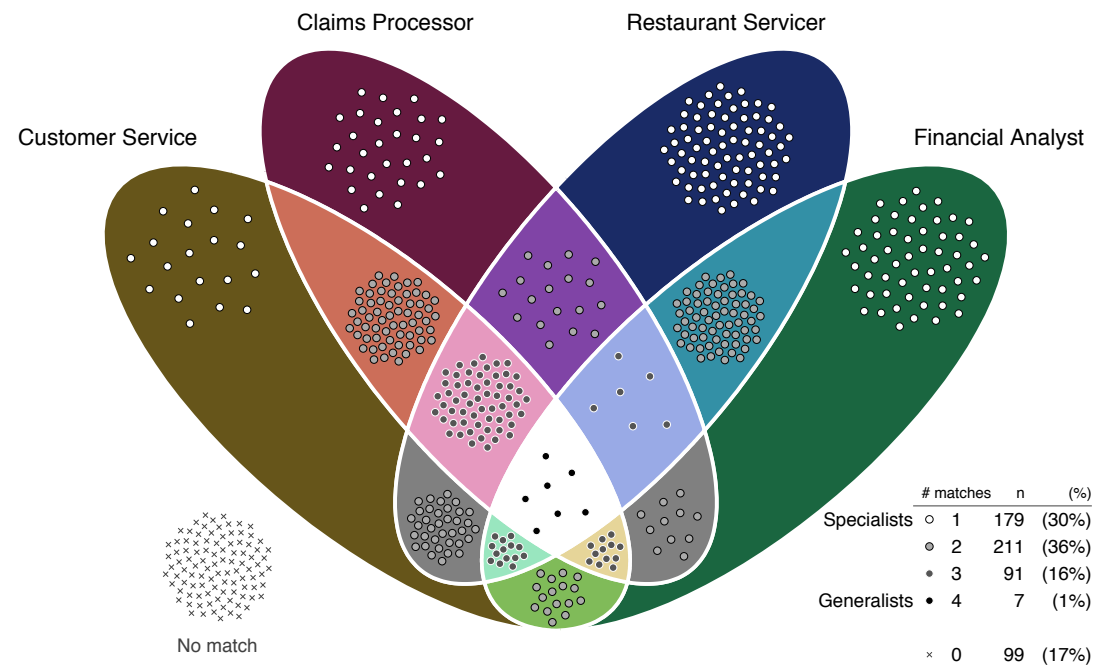 Claims Processor
Restaurant Servicer
Customer Service
Financial Analyst
# matches n (%)
Specialists 1 179 (30%)
2 211 (36%)
3 91 (16%)
Generalists 4 7 (1%)
0 99 (17%)
No match